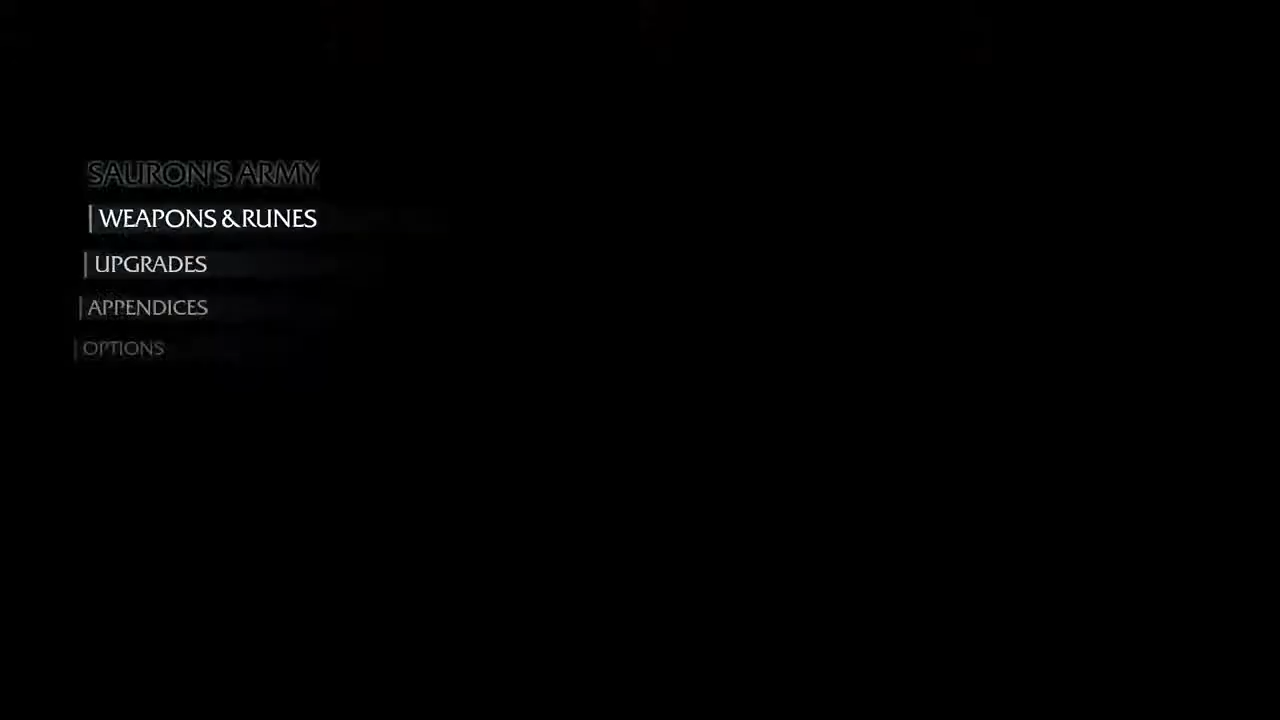 SAURON'S ARMY
WEAPONS & RUNES
UPGRADES
APPENDICES
OPTIONS